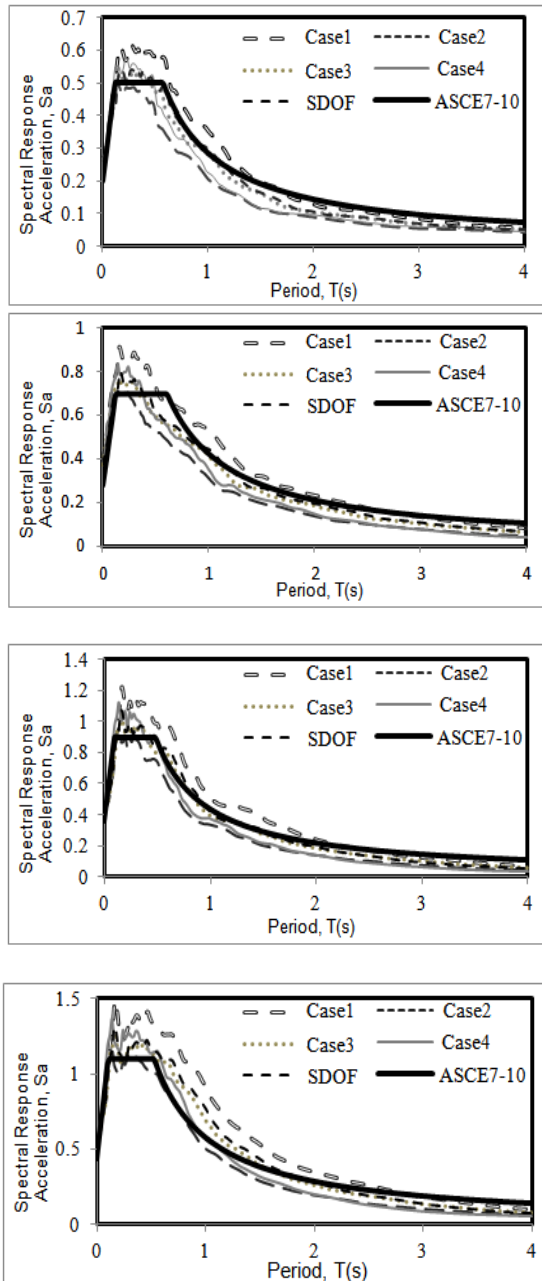 0.7
Case1 Case2
0.6
Case3 Case4
0.5
SDOF ASCE7-10
0.4
0.3
0.2
0.1
0
Spectral Response
Acceleration, Sa
0 1 2 3 4
Period, T(s)
1
Case1 Case2
0.8
Case3 Case4
SDOF ASCE7-10
0.6
0.4
0.2
0
Spectral Response
Acceleration, Sa
0 1 2 3 4
Period, T(s)
1.4
Case1 Case2
1.2
Case3 Case4
1
SDOF ASCE7-10
0.8
0.6
0.4
0.2
0
Spectral Response
Acceleration, Sa
0 1 2 3 4
Period, T(s)
1.5
Case1 Case2
Case3 Case4
1
SDOF ASCE7-10
0.5
0
Spectral Response
Acceleration, Sa
0 1 2 3 4
Period, T(s)